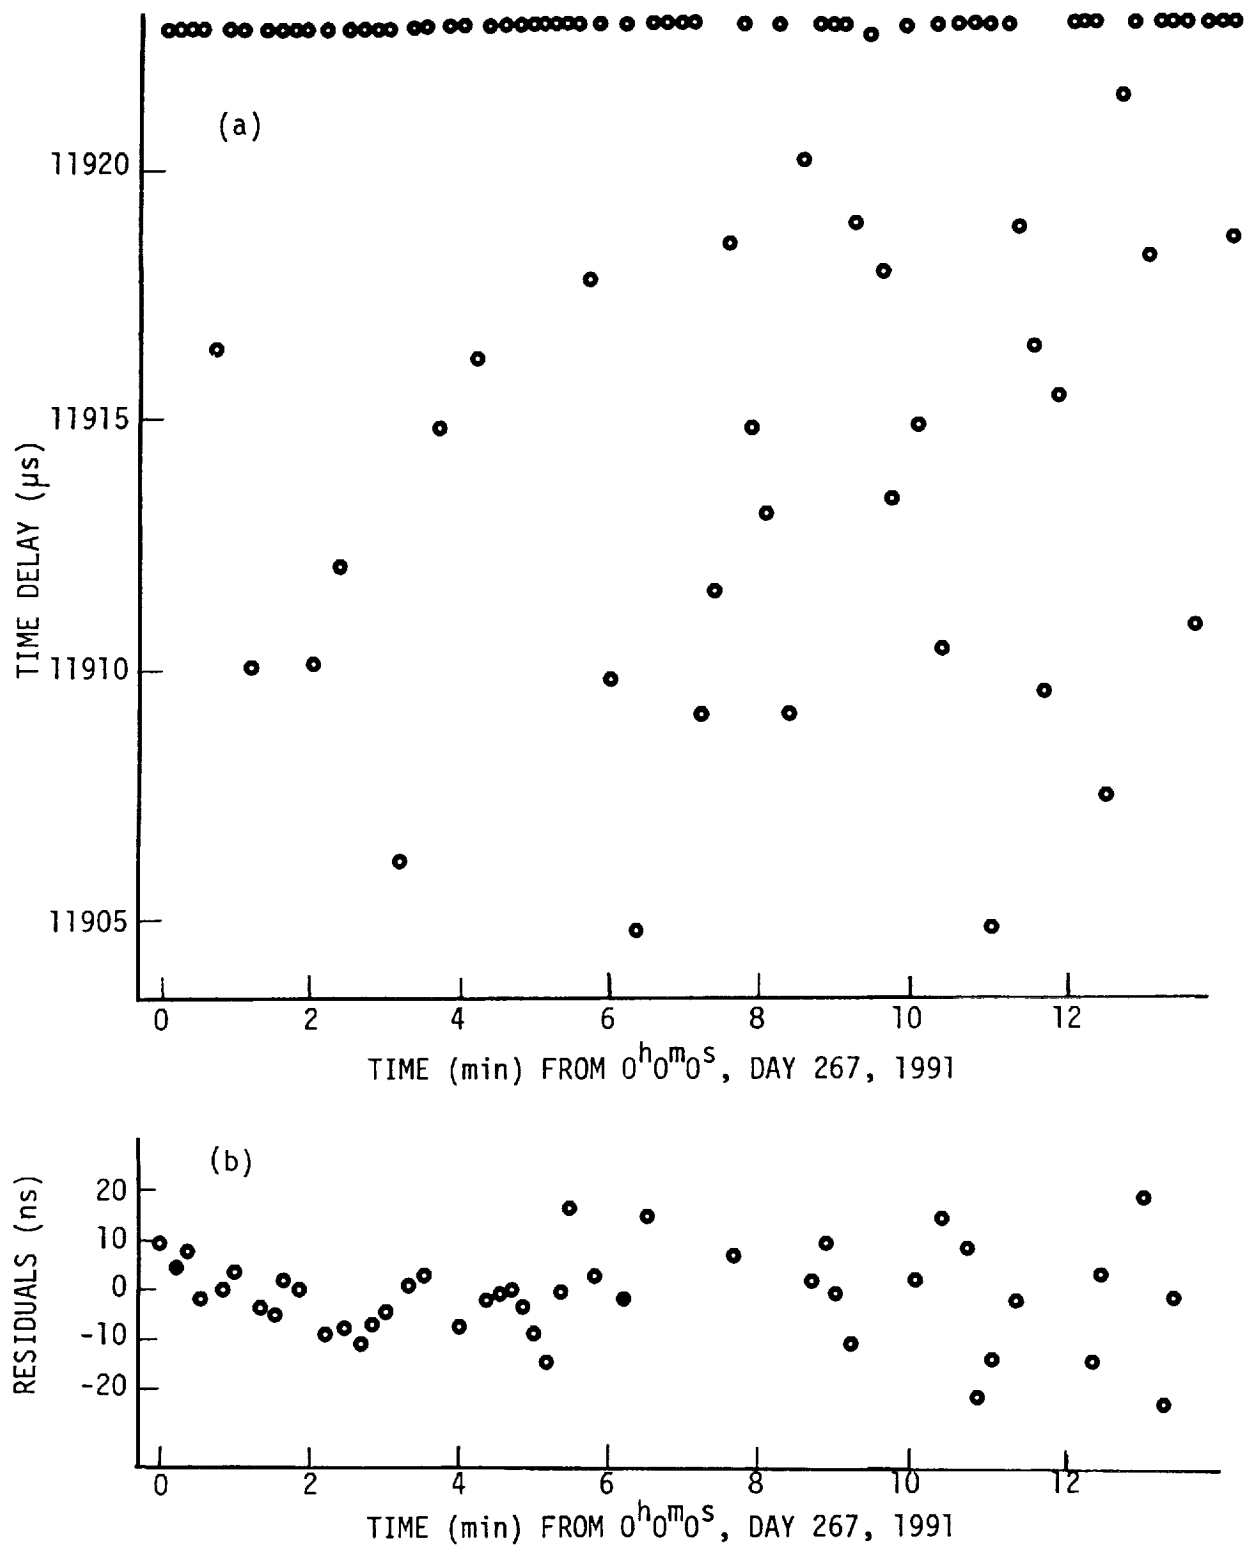 (a)
11920
11915
11910
11905
TIME DELAY (µs)
0 2 4 6 8 10 12
TIME (min) FROM 0ʰ0ᵐ0ˢ, DAY 267, 1991
(b)
20
10
0
-10
-20
RESIDUALS (ns)
0 2 4 6 8 10 12
TIME (min) FROM 0ʰ0ᵐ0ˢ, DAY 267, 1991